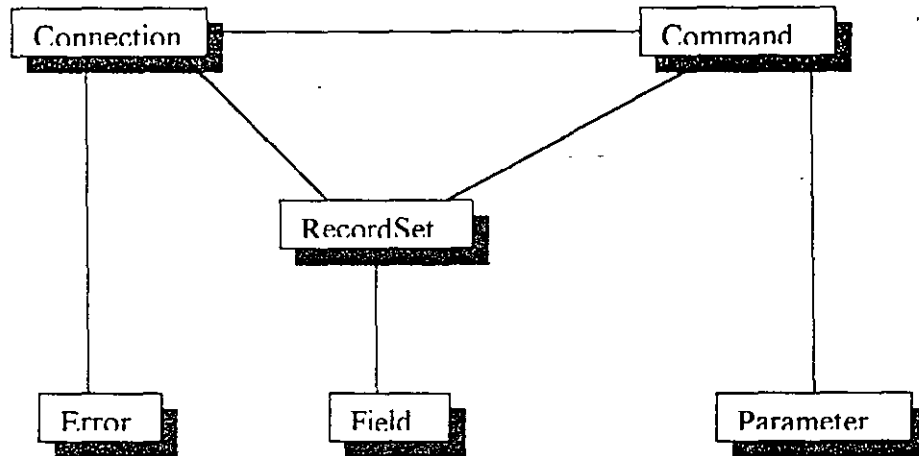 Connection
Command
RecordSet
Error
Field
Parameter